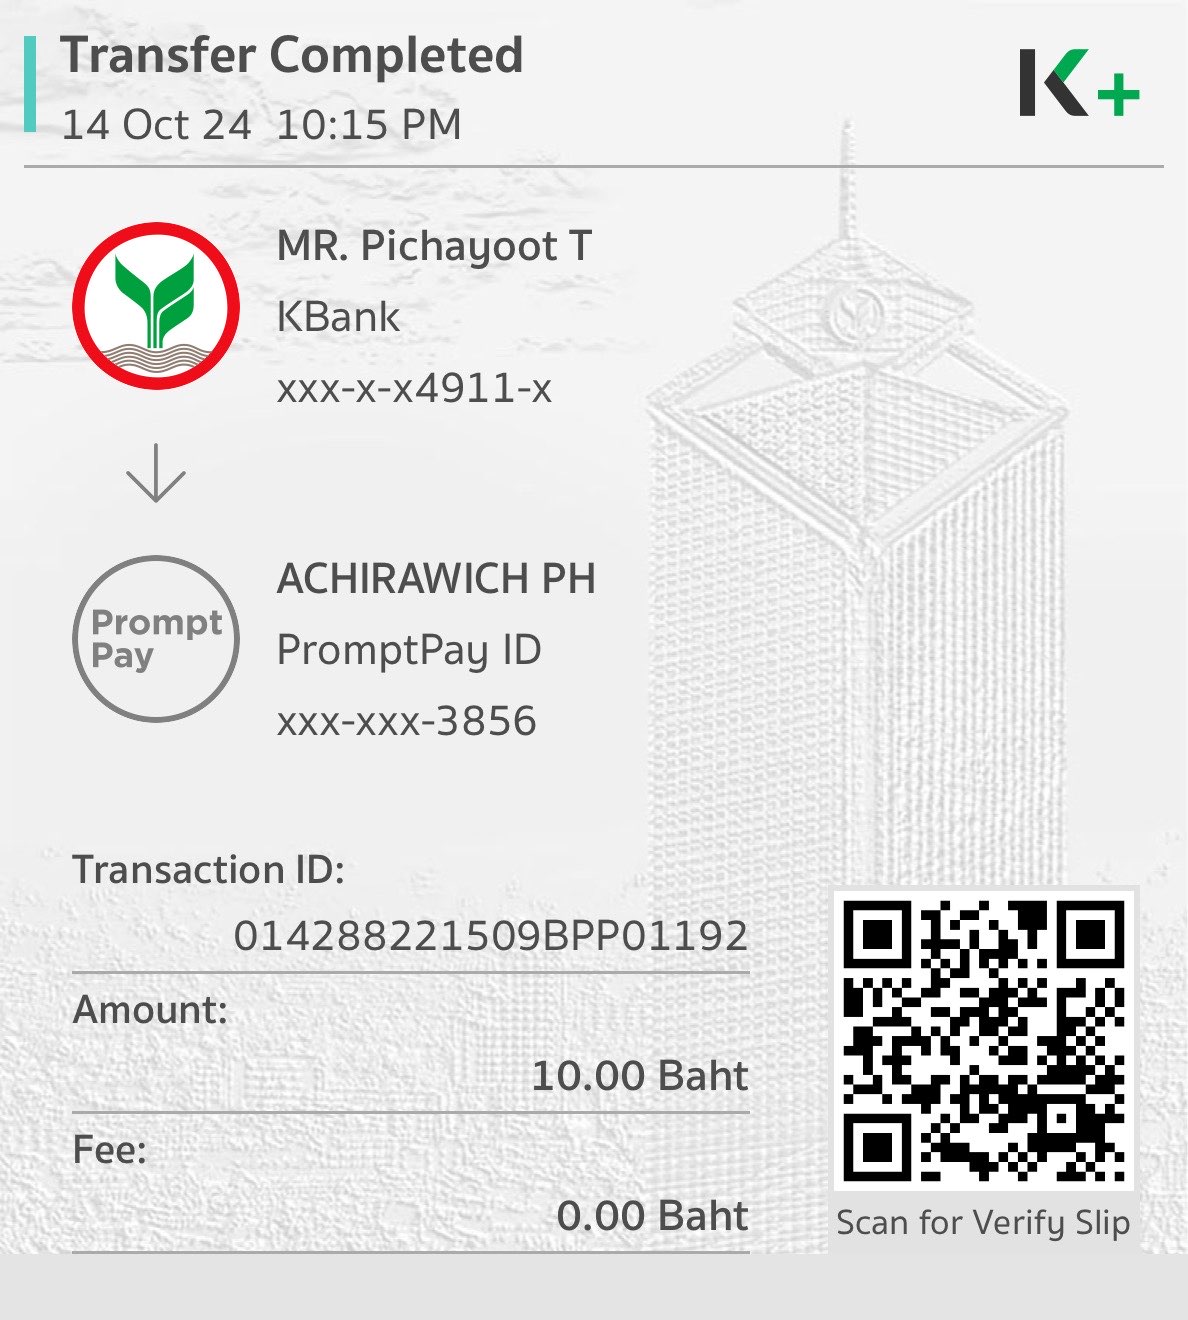 Transfer Completed
14 Oct 24 10:15 PM
K+
MR. Pichayoot T
KBank
xxx-x-x4911-x
Prompt
Pay
ACHIRAWICH PH
PromptPay ID
xxx-xxx-3856
Transaction ID:
014288221509BPP01192
Amount:
10.00 Baht
Fee:
0.00 Baht
Scan for Verify Slip